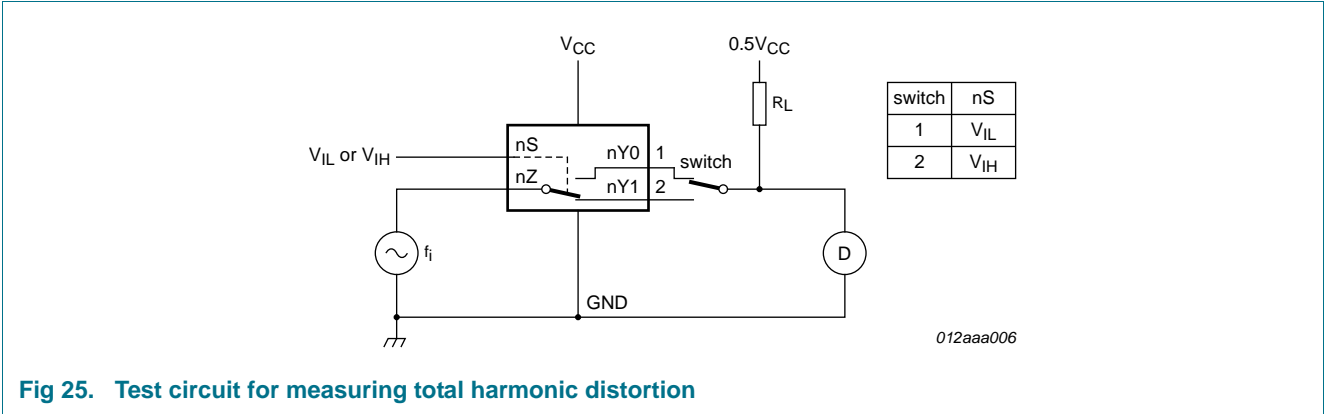 VCC
0.5VCC
RL
switch nS
1 VIL
2 VIH
VIL or VIH
nS
nY0 1
switch
nZ
nY1 2
fi
D
GND
012aaa006
Fig 25. Test circuit for measuring total harmonic distortion